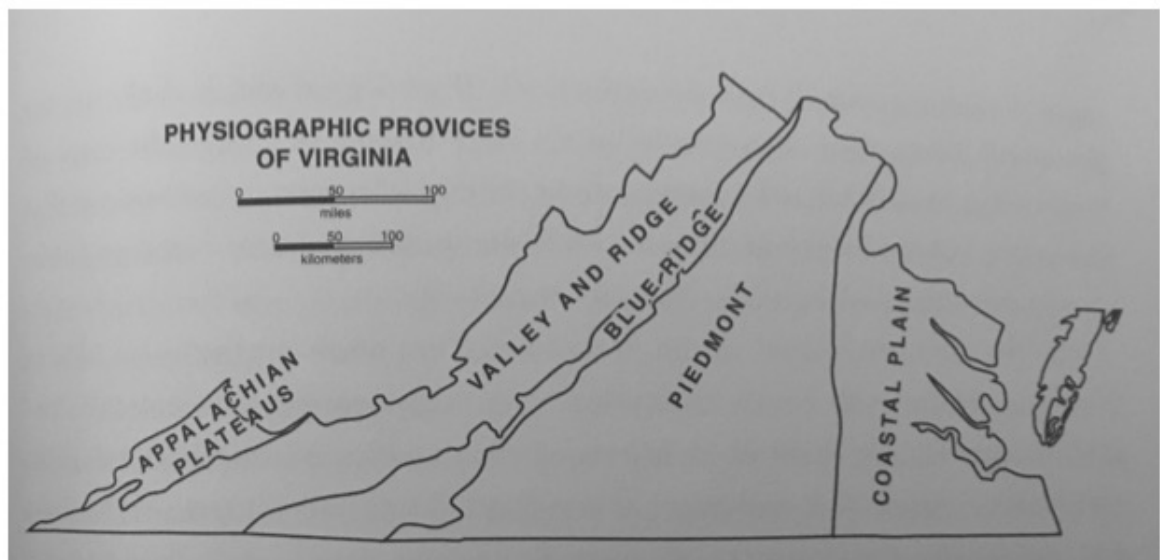 PHYSIOGRAPHIC PROVICES
OF VIRGINIA
0 50 100
miles
0 50 100
kilometers
APPALACHIAN
PLATEAUS
VALLEY AND RIDGE
BLUE RIDGE
PIEDMONT
COASTAL PLAIN